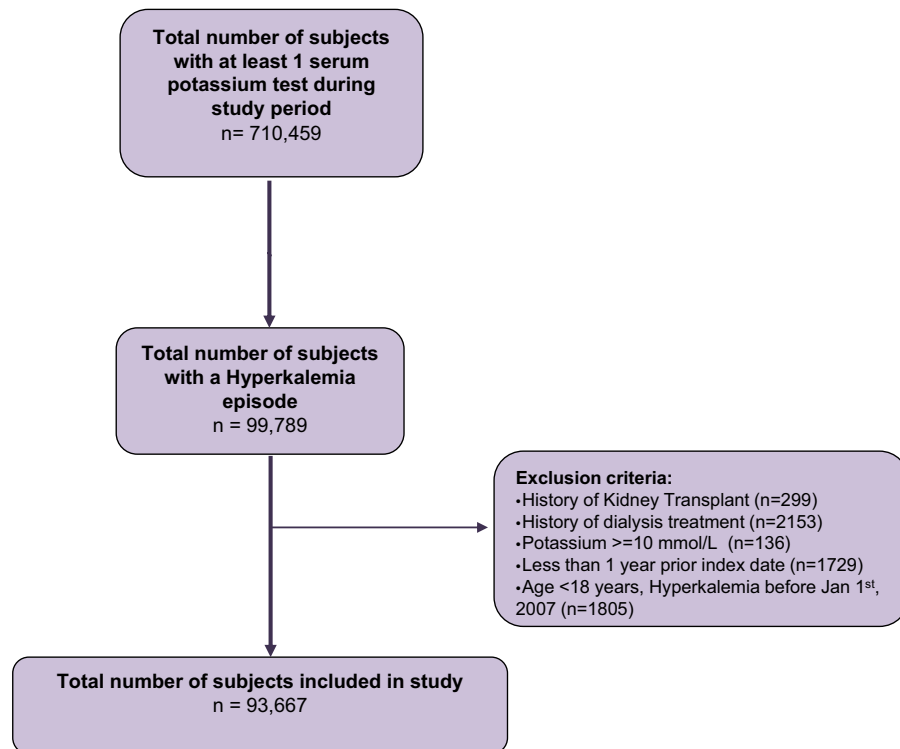 Total number of subjects
with at least 1 serum
potassium test during
study period
n= 710,459
Total number of subjects
with a Hyperkalemia
episode
n = 99,789
Exclusion criteria:
•History of Kidney Transplant (n=299)
•History of dialysis treatment (n=2153)
•Potassium >=10 mmol/L  (n=136)
•Less than 1 year prior index date (n=1729)
•Age <18 years, Hyperkalemia before Jan 1st,
2007 (n=1805)
Total number of subjects included in study
n = 93,667